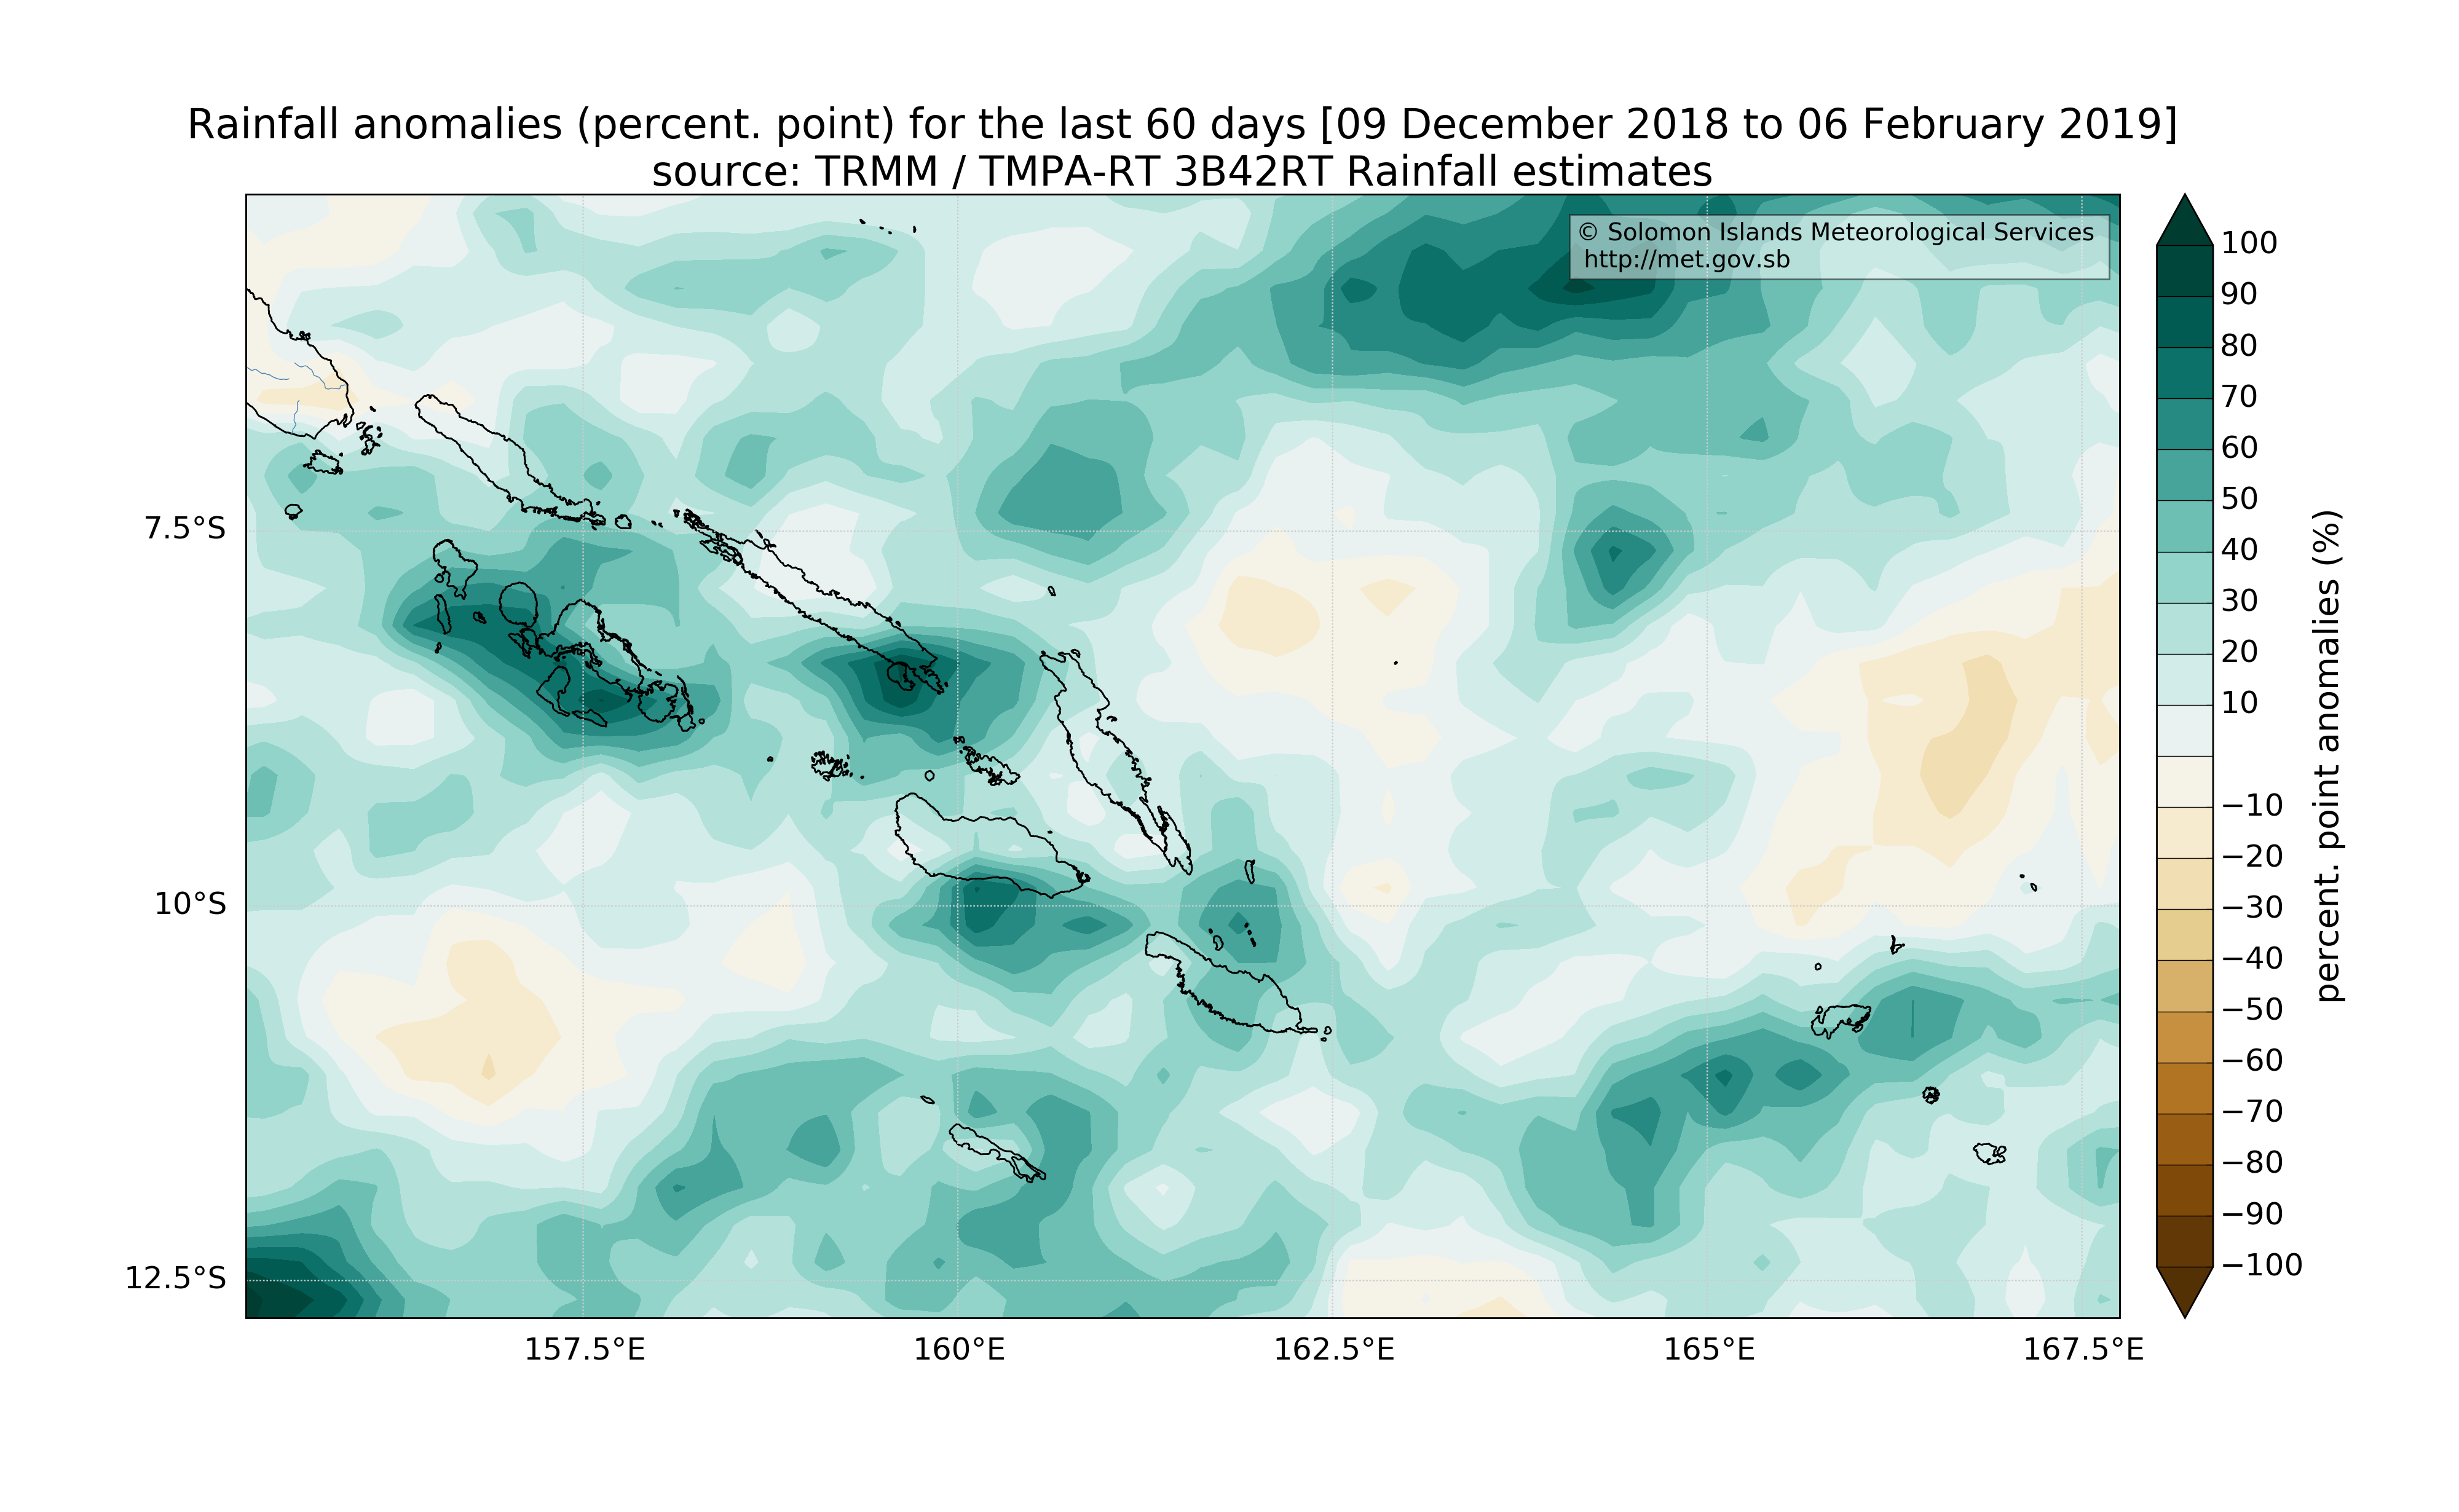 Rainfall anomalies (percent. point) for the last 60 days [09 December 2018 to 06 February 2019]
source: TRMM / TMPA-RT 3B42RT Rainfall estimates
© Solomon Islands Meteorological Services
http://met.gov.sb
7.5°S
10°S
12.5°S
157.5°E
160°E
162.5°E
165°E
167.5°E
100
90
80
70
60
50
40
30
20
10
−10
−20
−30
−40
−50
−60
−70
−80
−90
−100
percent. point anomalies (%)